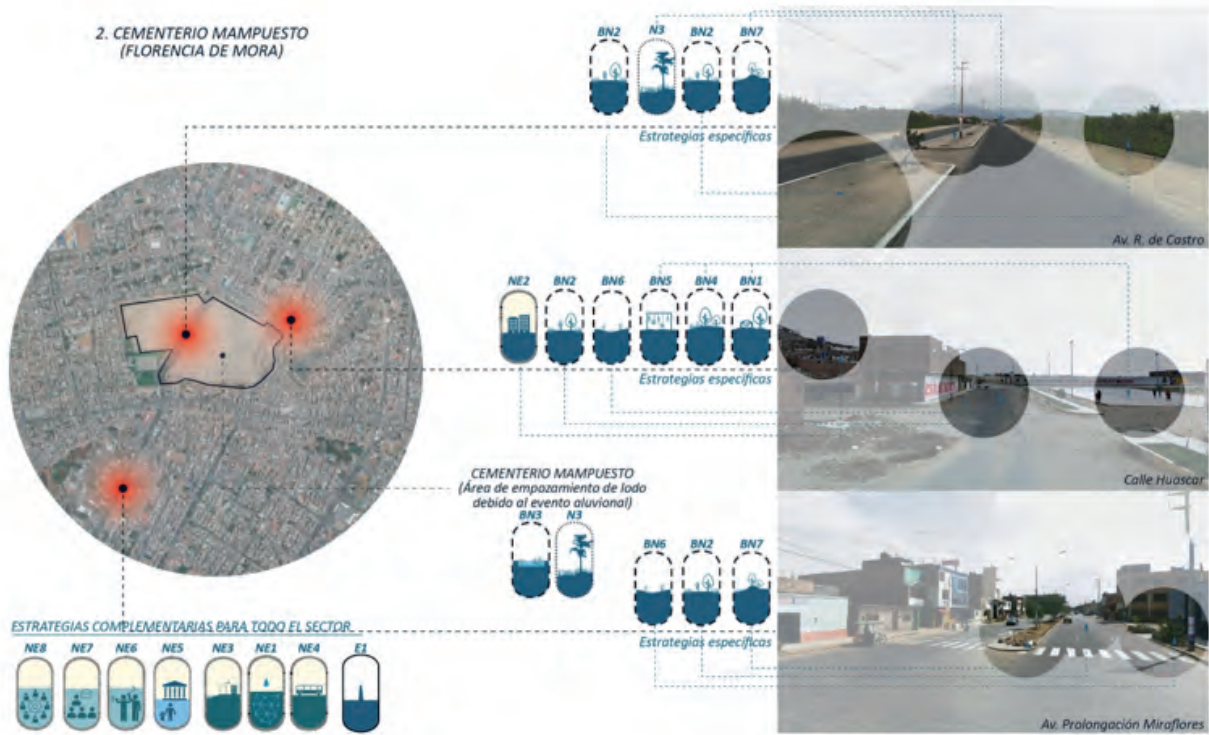 2. CEMENTERIO MAMPUESTO
(FLORENCIA DE MORA)
BN2 N3 BN2 BN7
Estrategias específicas
Av. R. de Castro
NE2 BN2 BN6 BN5 BN4 BN1
Estrategias específicas
Calle Huascar
CEMENTERIO MAMPUESTO
(Área de empozamiento de lodo
debido al evento aluvional)
BN3 N3
BN6 BN2 BN7
Estrategias específicas
Av. Prolongación Miraflores
ESTRATEGIAS COMPLEMENTARIAS PARA TODO EL SECTOR
NE8 NE7 NE6 NE5 NE3 NE1 NE4 E1